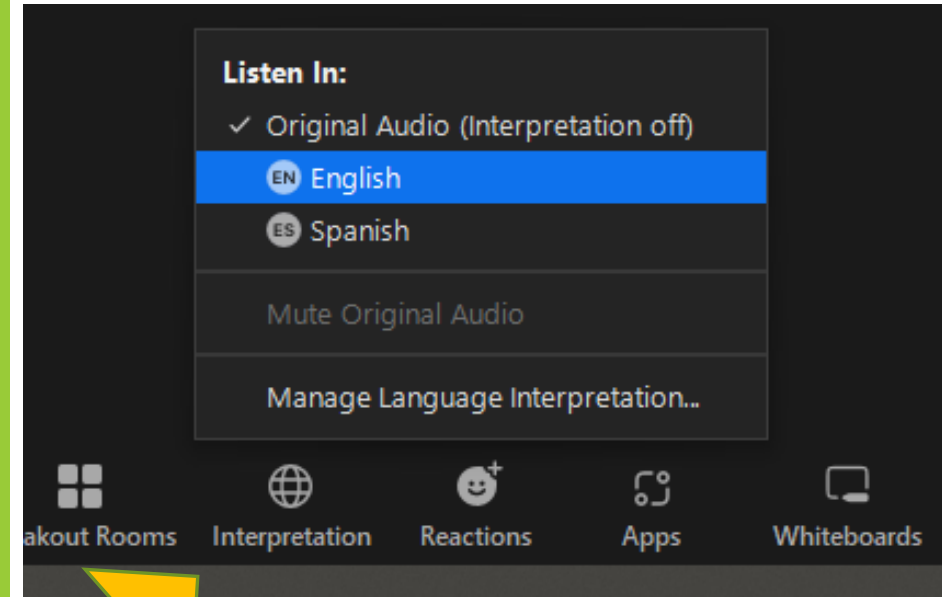 Listen In:
✓ Original Audio (Interpretation off)
EN English
ES Spanish
Mute Original Audio
Manage Language Interpretation...
akout Rooms Interpretation Reactions Apps Whiteboards